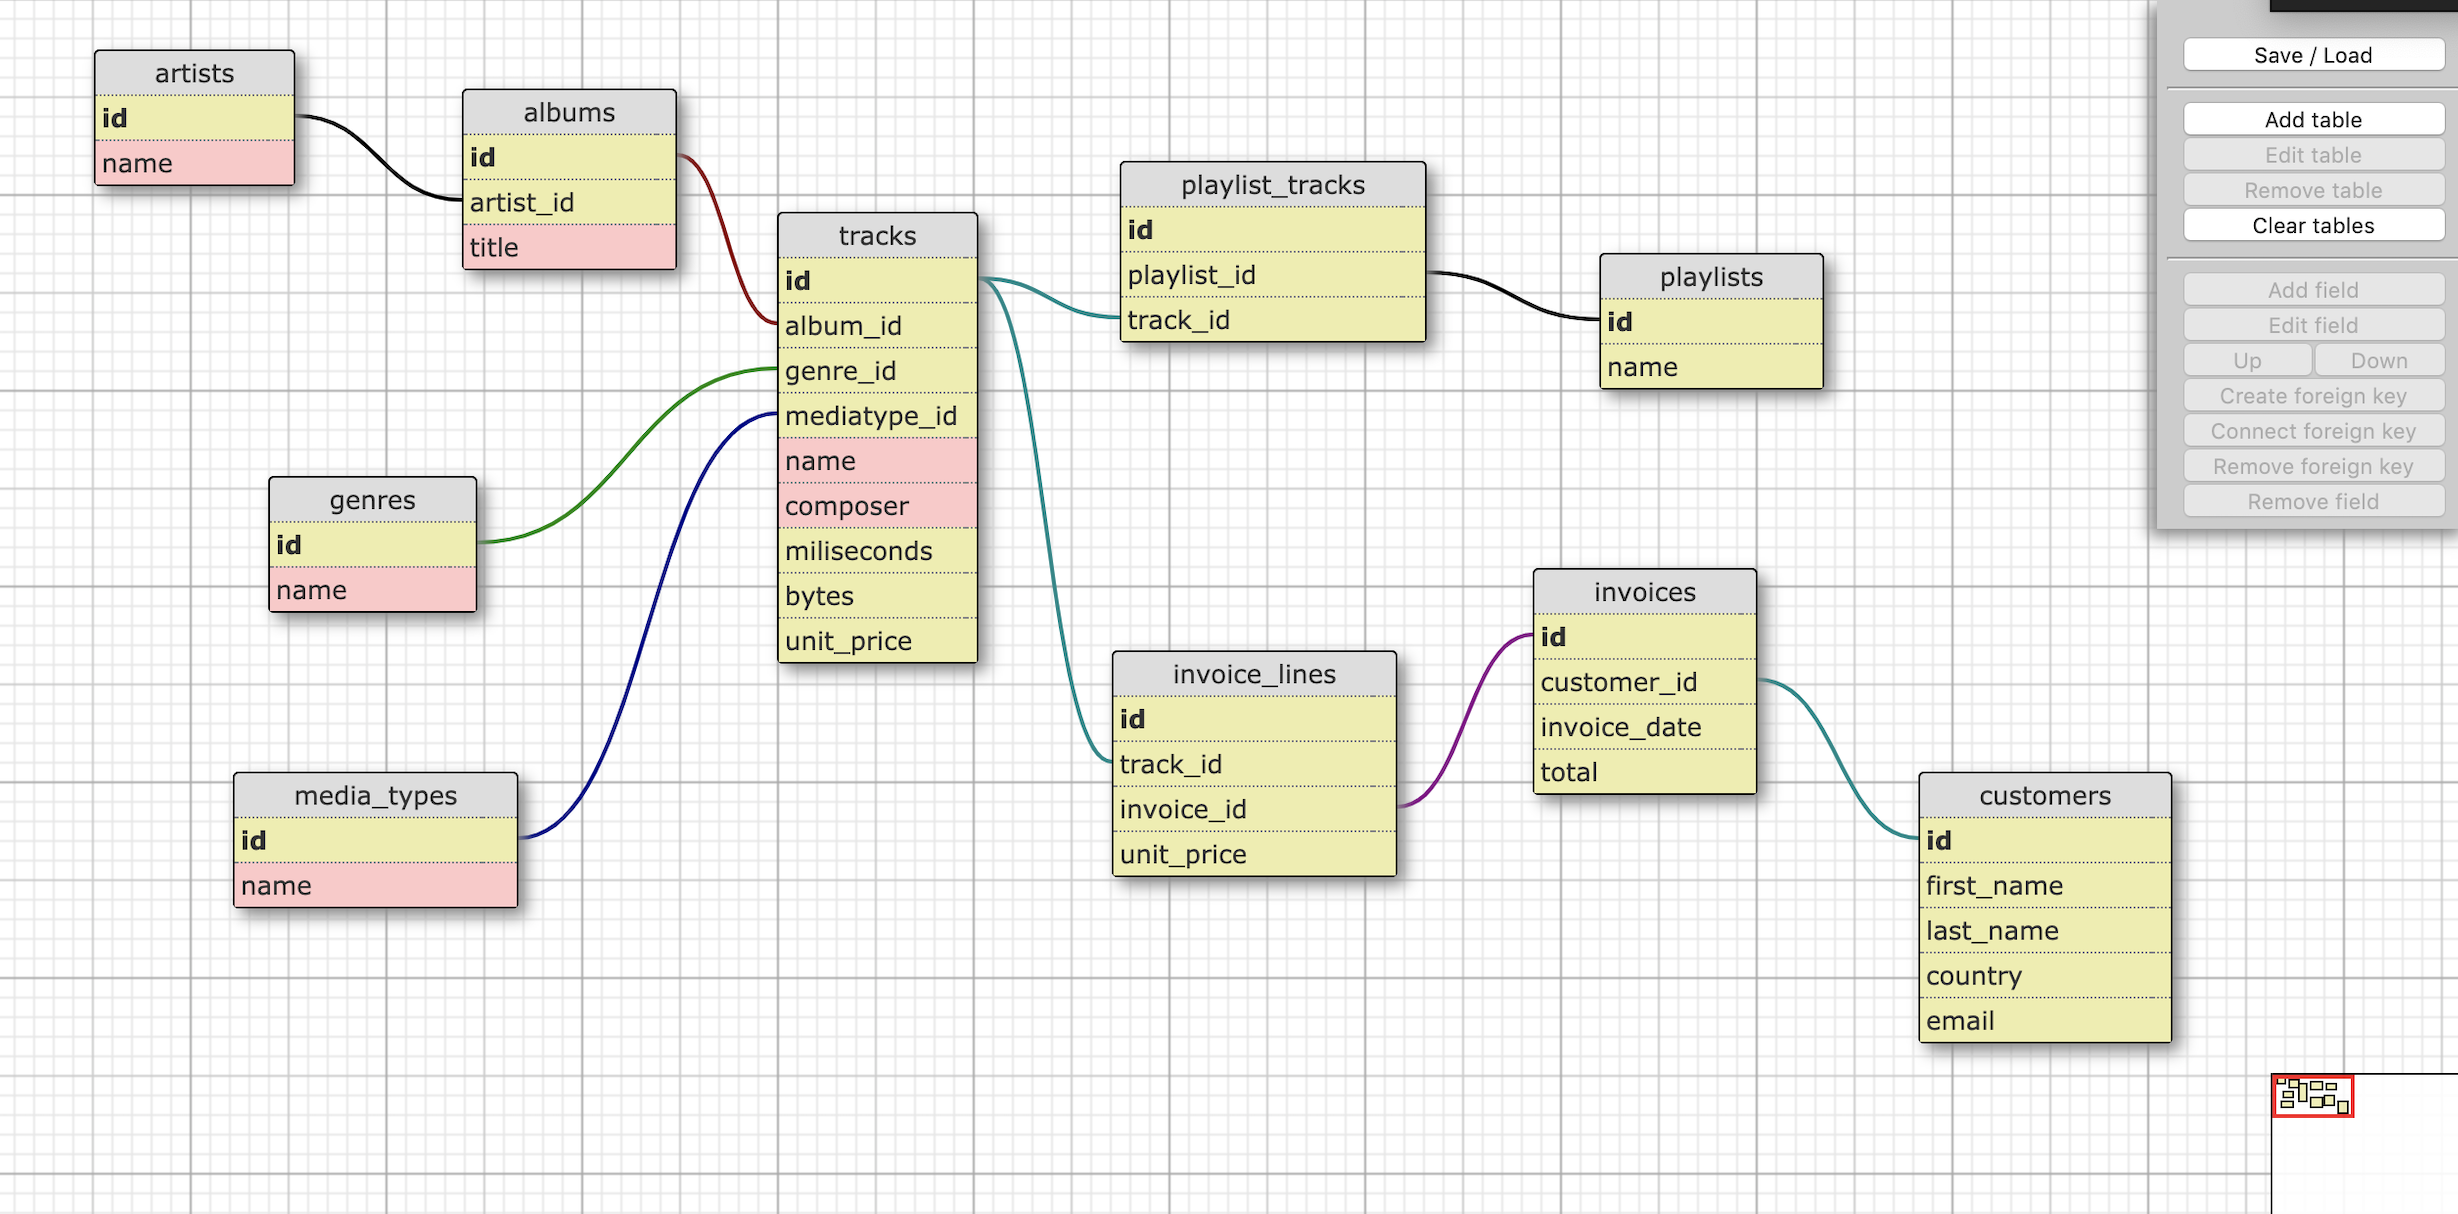 artists
id
name
albums
id
artist_id
title
tracks
id
album_id
genre_id
mediatype_id
name
composer
miliseconds
bytes
unit_price
genres
id
name
media_types
id
name
playlist_tracks
id
playlist_id
track_id
playlists
id
name
invoice_lines
id
track_id
invoice_id
unit_price
invoices
id
customer_id
invoice_date
total
customers
id
first_name
last_name
country
email
Save / Load
Add table
Edit table
Remove table
Clear tables
Add field
Edit field
Up Down
Create foreign key
Connect foreign key
Remove foreign key
Remove field